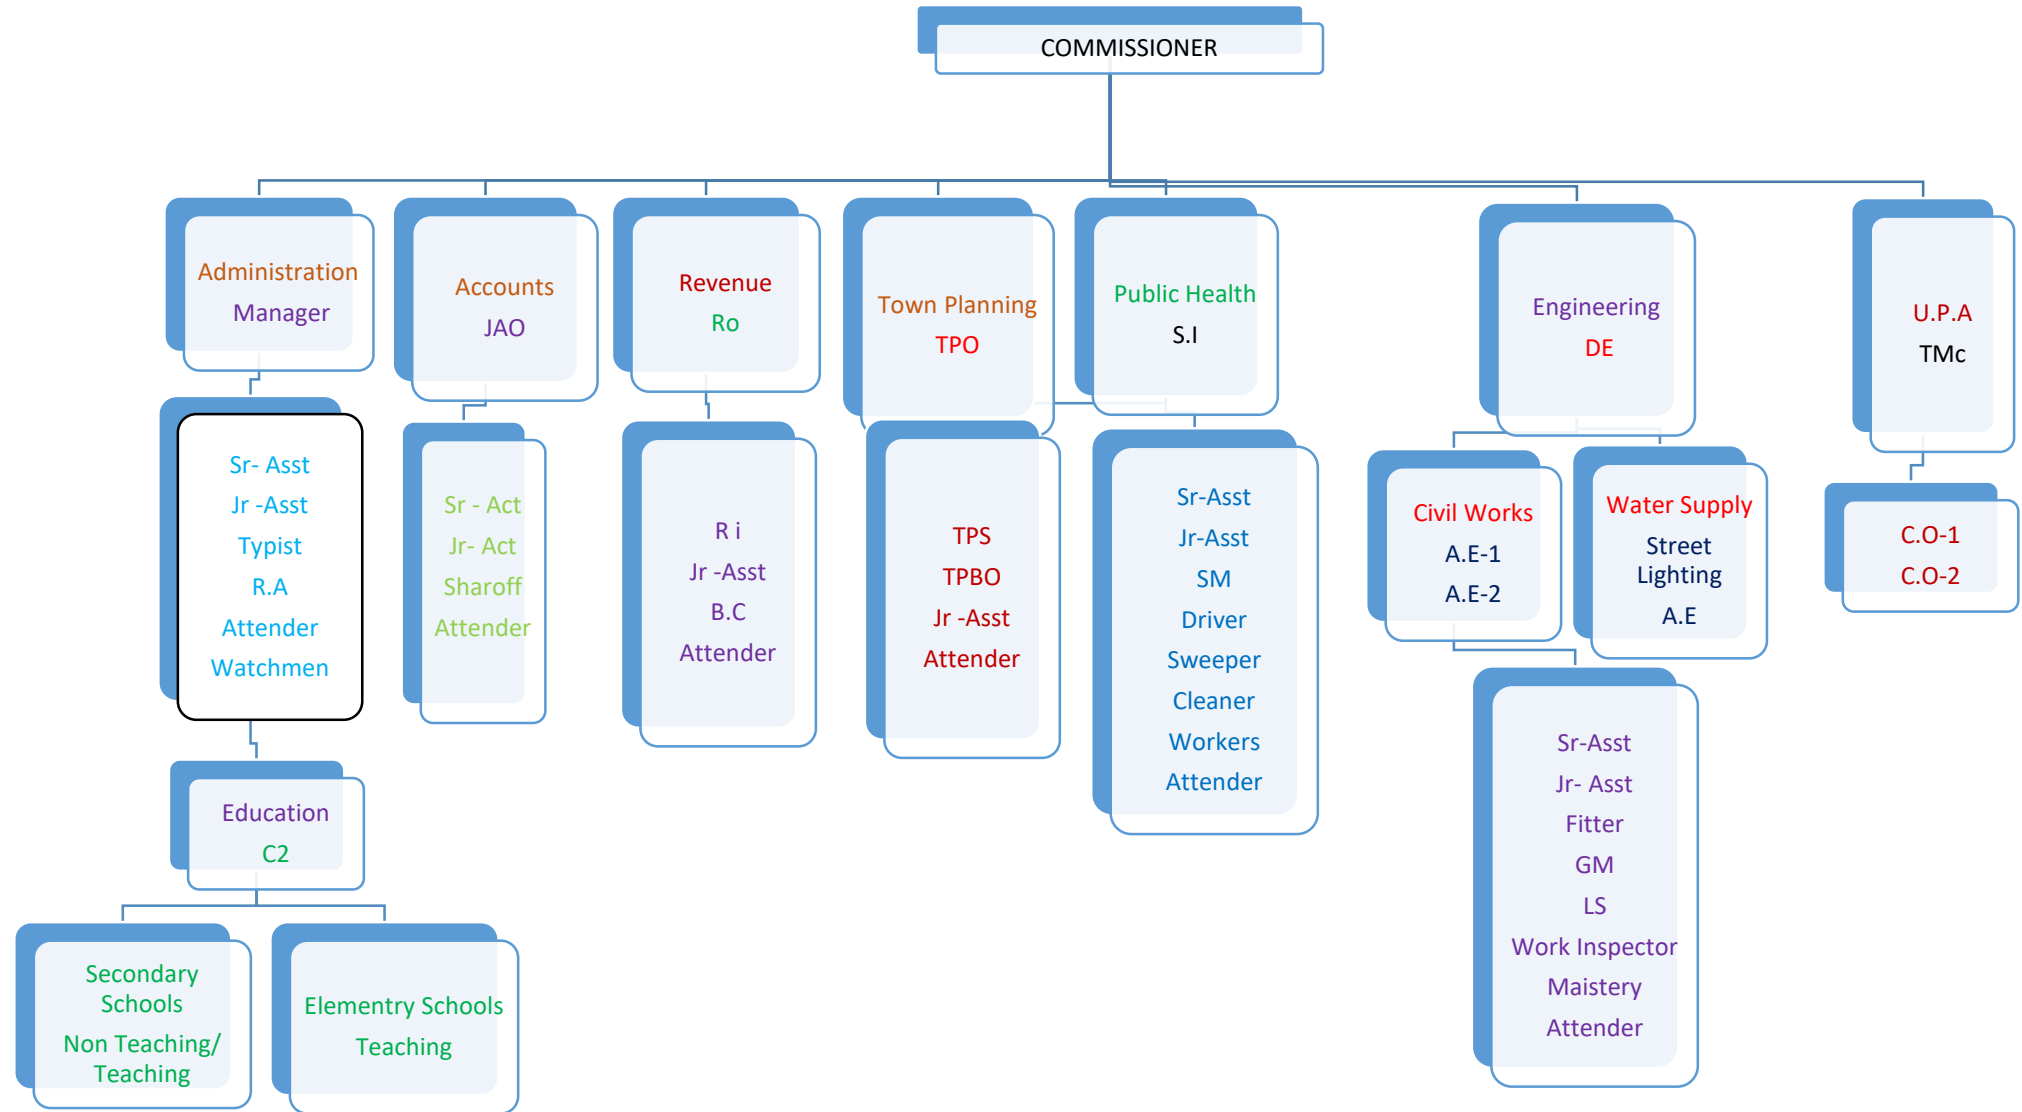 COMMISSIONER
Administration
Manager
Accounts
JAO
Revenue
Ro
Town Planning
TPO
Public Health
S.I
Engineering
DE
U.P.A
TMc
Sr- Asst
Jr -Asst
Typist
R.A
Attender
Watchmen
Sr - Act
Jr- Act
Sharoff
Attender
R i
Jr -Asst
B.C
Attender
TPS
TPBO
Jr -Asst
Attender
Sr-Asst
Jr-Asst
SM
Driver
Sweeper
Cleaner
Workers
Attender
Civil Works
A.E-1
A.E-2
Water Supply
Street
Lighting
A.E
C.O-1
C.O-2
Education
C2
Sr-Asst
Jr- Asst
Fitter
GM
LS
Work Inspector
Maistery
Attender
Secondary
Schools
Non Teaching/
Teaching
Elementry Schools
Teaching